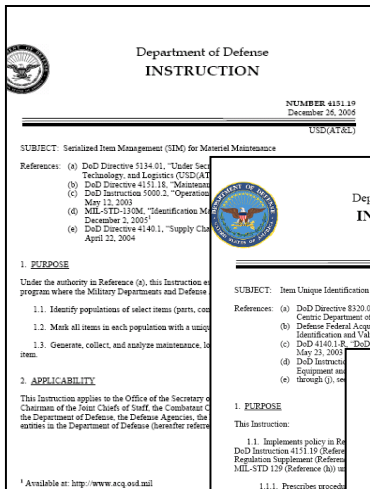 Department of Defense
INSTRUCTION
NUMBER 4151.19
December 26, 2006
USD(AT&L)
SUBJECT: Serialized Item Management (SIM) for Materiel Maintenance
References: (a) DoD Directive 5134.01, "Under Secr
Technology, and Logistics (USD(AT
(b) DoD Directive 4151.18, "Maintenan
(c) DoD Instruction 5000.2, "Operation
May 12, 2003
(d) MIL-STD-130M, "Identification Ma
December 2, 2005¹
(e) DoD Directive 4140.1, "Supply Cha
April 22, 2004
1. PURPOSE
Under the authority in Reference (a), this Instruction es
program where the Military Departments and Defense
1.1. Identify populations of select items (parts, com
1.2. Mark all items in each population with a uniqu
1.3. Generate, collect, and analyze maintenance, lo
item.
2. APPLICABILITY
This Instruction applies to the Office of the Secretary o
Chairman of the Joint Chiefs of Staff, the Combatant C
the Department of Defense, the Defense Agencies, the
entities in the Department of Defense (hereafter referre
¹ Available at: http://www.acq.osd.mil
DEPARTMENT OF DEFENSE
Dep
IN
SUBJECT: Item Unique Identification
References: (a) DoD Directive 8320.0
Centric Department of
(b) Defense Federal Acqu
Identification and Val
(c) DoD 4140.1-R, "DoD
May 23, 2003
(d) DoD Instructio
Equipment and
(e) through (j), see
1. PURPOSE
This Instruction:
1.1. Implements policy in Re
DoD Instruction 4151.19 (Refere
Regulation Supplement (Referen
MIL-STD 129 (Reference (h)) un
1.1.1. Prescribes procedu